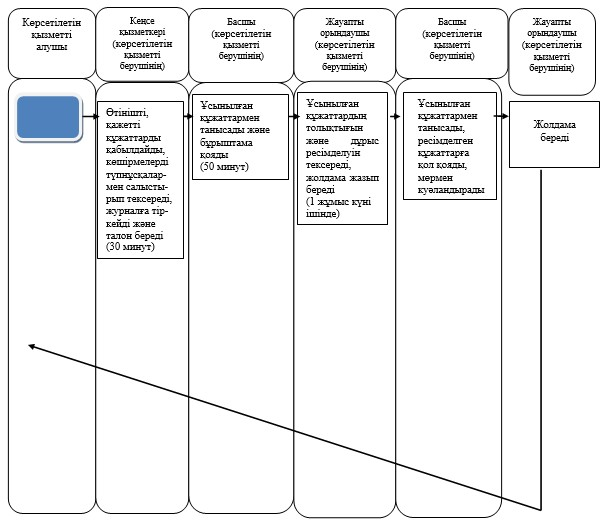 Көрсетілетін
қызметті
алушы
Кеңсе
қызметкері
(көрсетілетін
қызметті
берушінің)
Басшы
(көрсетілетін
қызметті
берушінің)
Жауапты
орындаушы
(көрсетілетін
қызметті
берушінің)
Басшы
(көрсетілетін
қызметті
берушінің)
Жауапты
орындаушы
(көрсетілетін
қызметті
берушінің)
Өтінішті,
қажетті
құжаттарды
қабылдайды,
көшірмелерді
түпнұсқалар-
мен салысты-
рып тексереді,
журналға тір-
кейді және
талон береді
(30 минут)
Ұсынылған
құжаттармен
танысады және
бұрыштама
қояды
(50 минут)
Ұсынылған
құжаттардың
толықтығын
және дұрыс
ресімделуін
тексереді,
жолдама жазып
береді
(1 жұмыс күні
ішінде)
Ұсынылған
құжаттармен
танысады,
ресімделген
құжаттарға
қол қояды,
мөрмен
куәландырады
Жолдама
береді